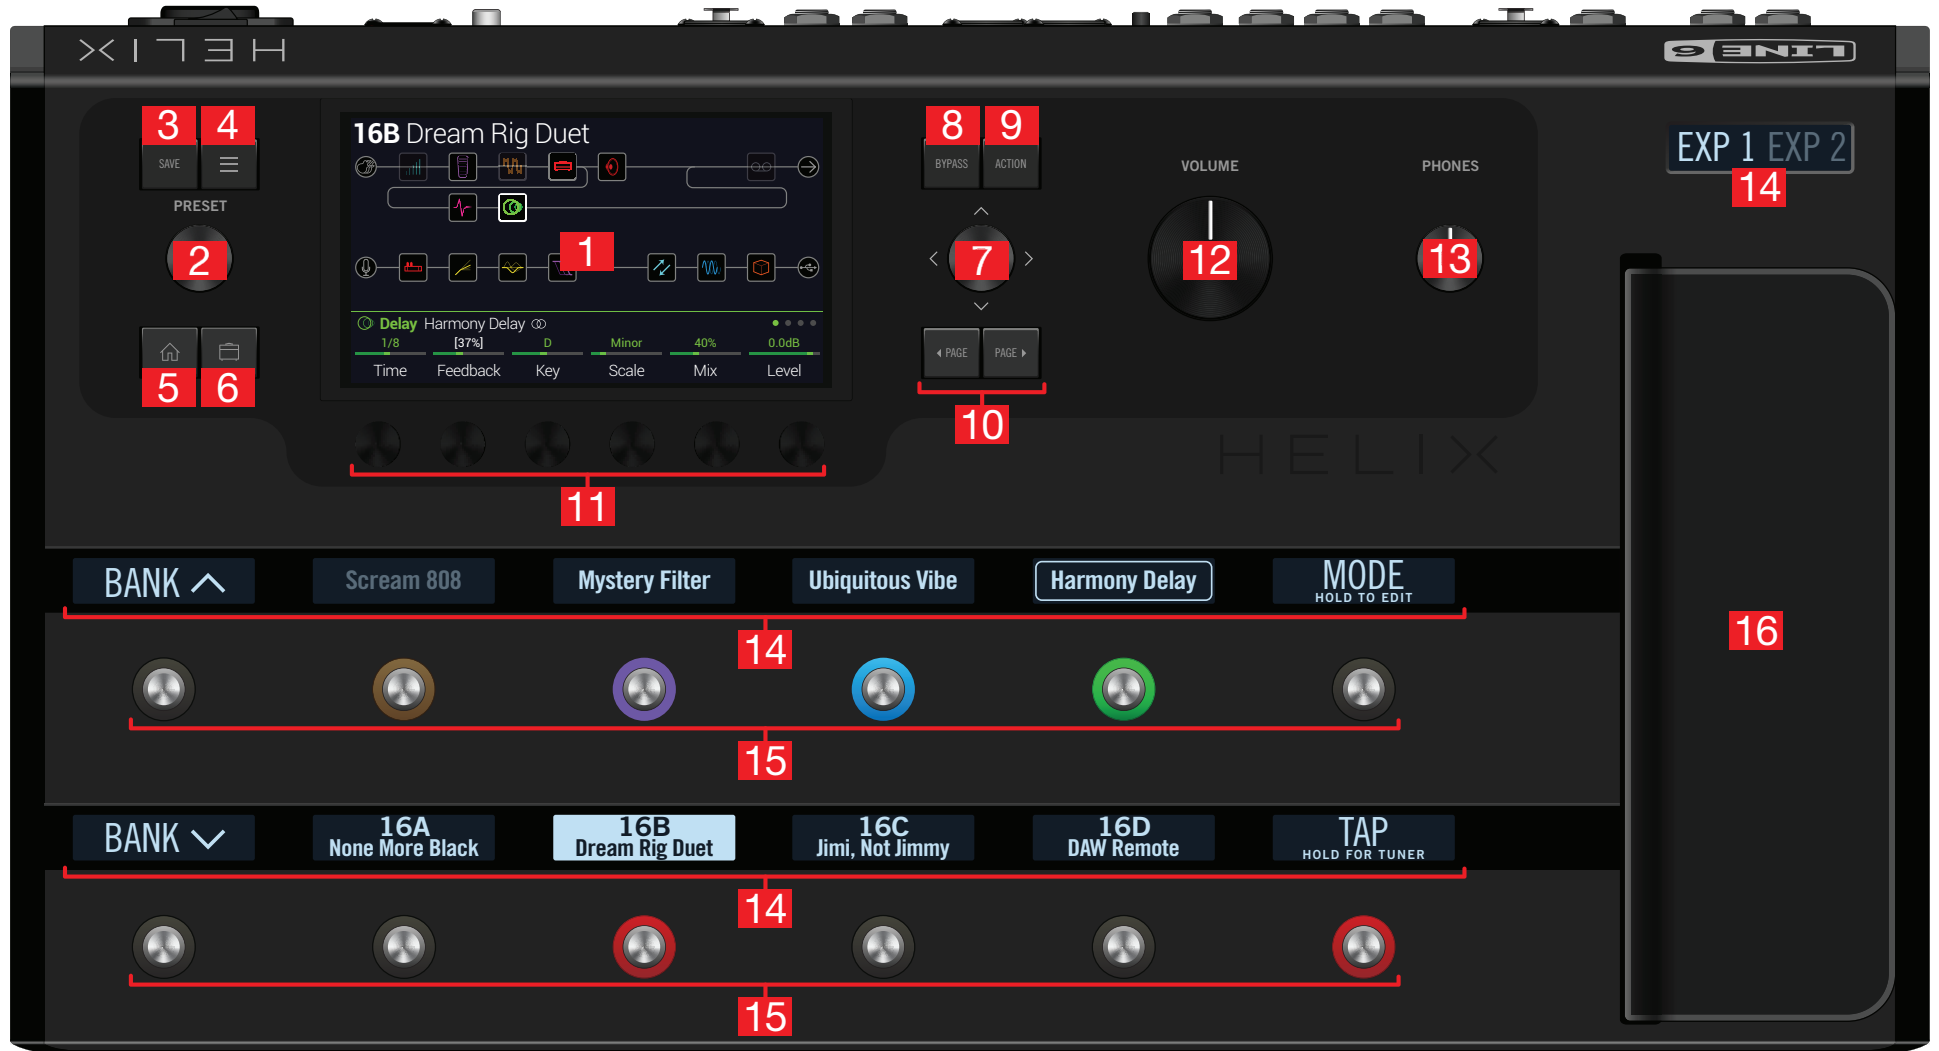 HELIX
LINE 6
3
4
SAVE
PRESET
2
5
6
16B Dream Rig Duet
1
Delay Harmony Delay
1/8
[37%]
D
Minor
40%
0.0dB
Time
Feedback
Key
Scale
Mix
Level
11
8
9
BYPASS
ACTION
7
PAGE
PAGE
10
VOLUME
12
PHONES
13
EXP 1 EXP 2
14
HELIX
BANK
Scream 808
Mystery Filter
Ubiquitous Vibe
Harmony Delay
MODE
HOLD TO EDIT
14
15
16
BANK
16A
None More Black
16B
Dream Rig Duet
16C
Jimi, Not Jimmy
16D
DAW Remote
TAP
HOLD FOR TUNER
14
15